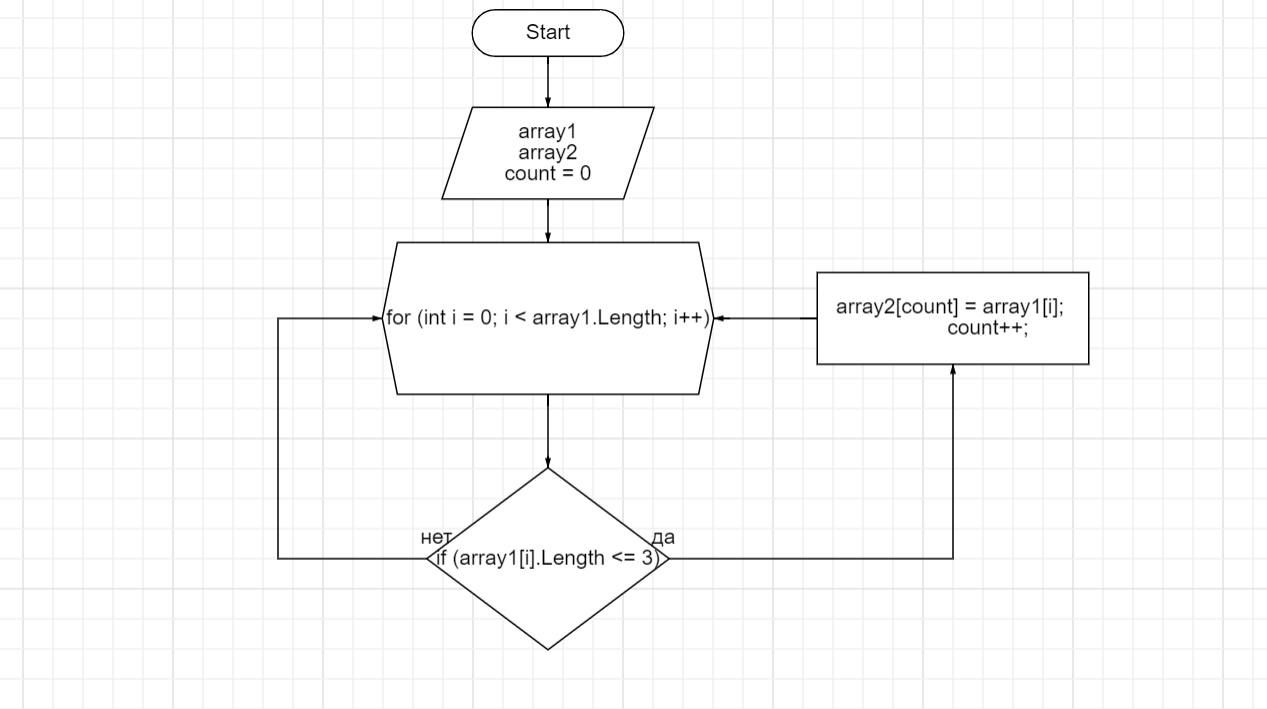 Start
array1
array2
count = 0
for (int i = 0; i < array1.Length; i++)
array2[count] = array1[i];
count++;
нет
да
if (array1[i].Length <= 3)